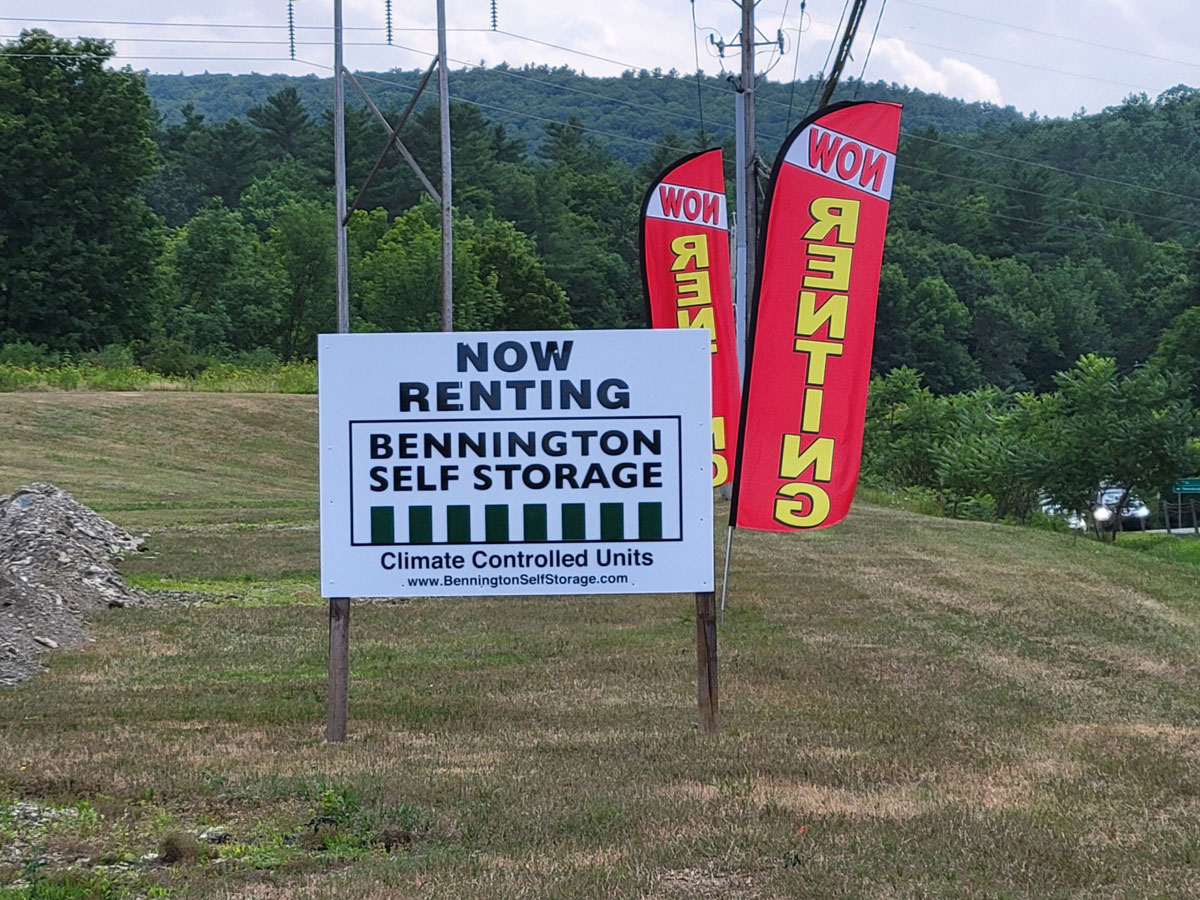 NOW
RENTING
BENNINGTON
SELF STORAGE
Climate Controlled Units
www.BenningtonSelfStorage.com
NOW
RENTING
NOW
RENTING